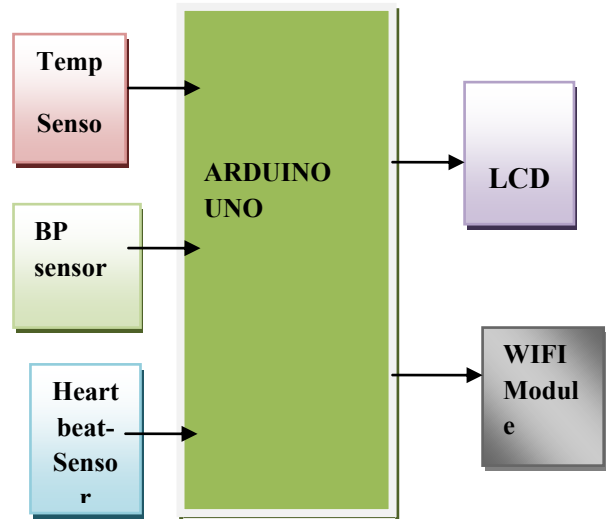 Temp
Senso
BP
sensor
Heart
beat-
Senso
r
ARDUINO
UNO
LCD
WIFI
Modul
e